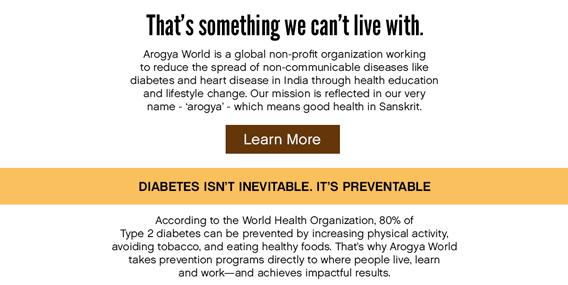 That's something we can't live with.
Arogya World is a global non-profit organization working
to reduce the spread of non-communicable diseases like
diabetes and heart disease in India through health education
and lifestyle change. Our mission is reflected in our very
name - 'arogya' - which means good health in Sanskrit.
Learn More
DIABETES ISN'T INEVITABLE. IT'S PREVENTABLE
According to the World Health Organization, 80% of
Type 2 diabetes can be prevented by increasing physical activity,
avoiding tobacco, and eating healthy foods. That's why Arogya World
takes prevention programs directly to where people live, learn
and work—and achieves impactful results.